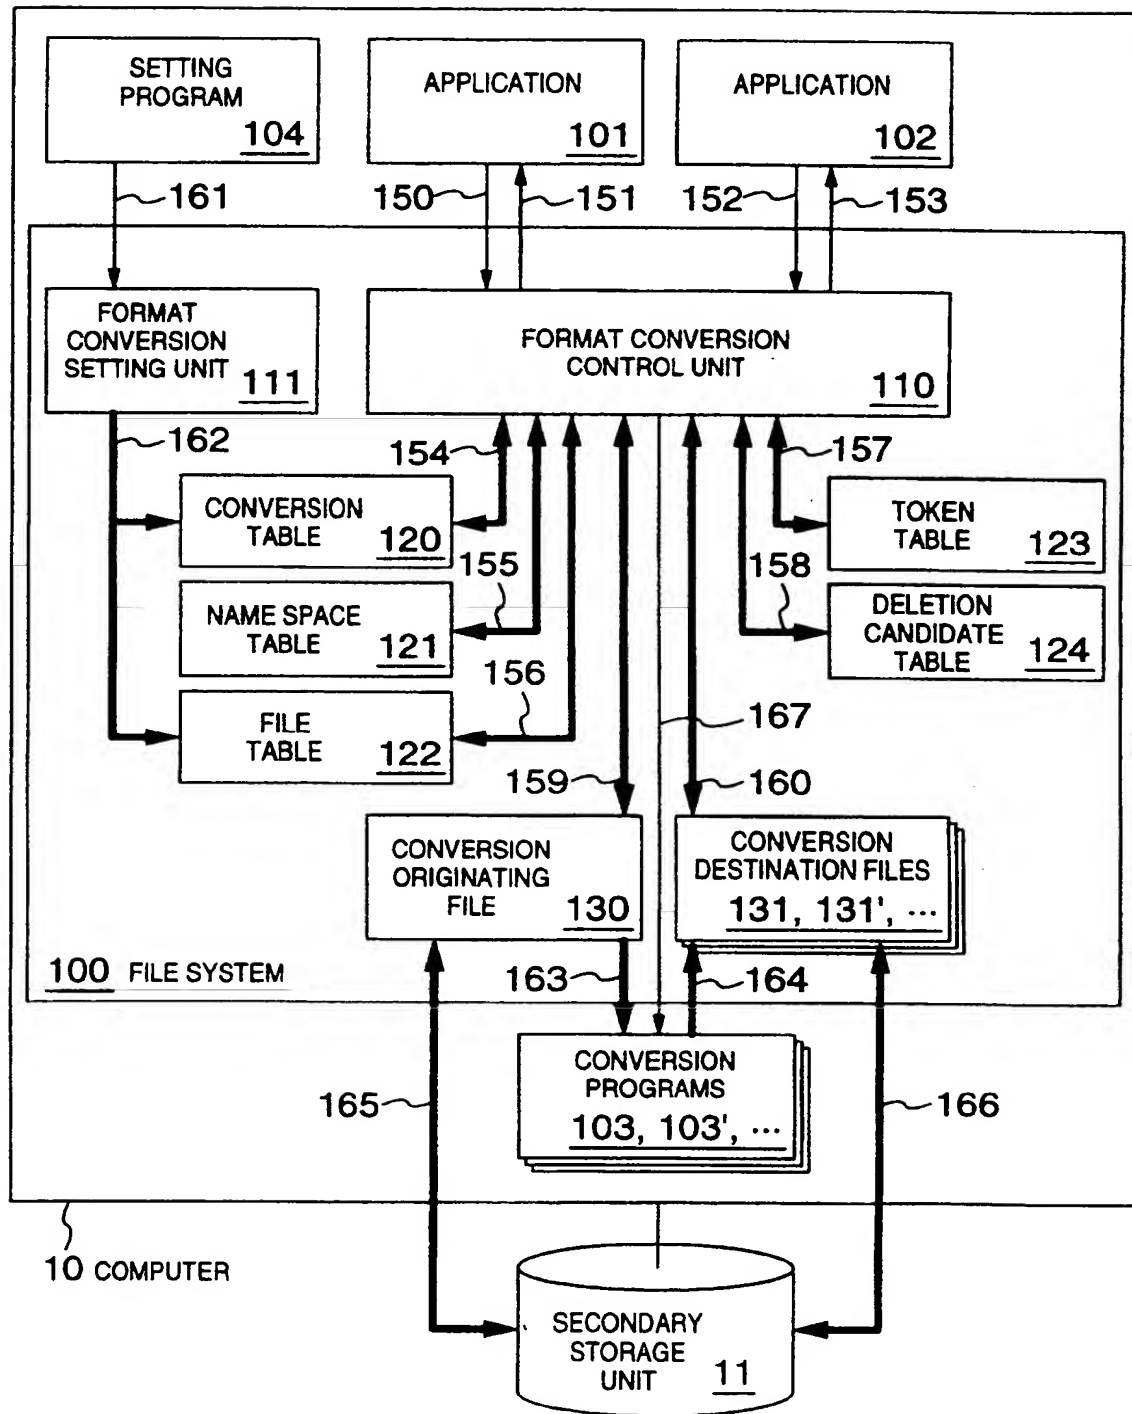 SETTING
PROGRAM
104
APPLICATION
101
APPLICATION
102
161
150
151
152
153
FORMAT
CONVERSION
SETTING UNIT
111
FORMAT CONVERSION
CONTROL UNIT
110
162
154
157
CONVERSION
TABLE
120
TOKEN
TABLE
123
155
158
NAME SPACE
TABLE
121
DELETION
CANDIDATE
TABLE
124
156
FILE
TABLE
122
167
159
160
CONVERSION
ORIGINATING
FILE
130
CONVERSION
DESTINATION FILES
131, 131', ...
100 FILE SYSTEM
163
164
CONVERSION
PROGRAMS
103, 103', ...
165
166
10 COMPUTER
SECONDARY
STORAGE
UNIT
11